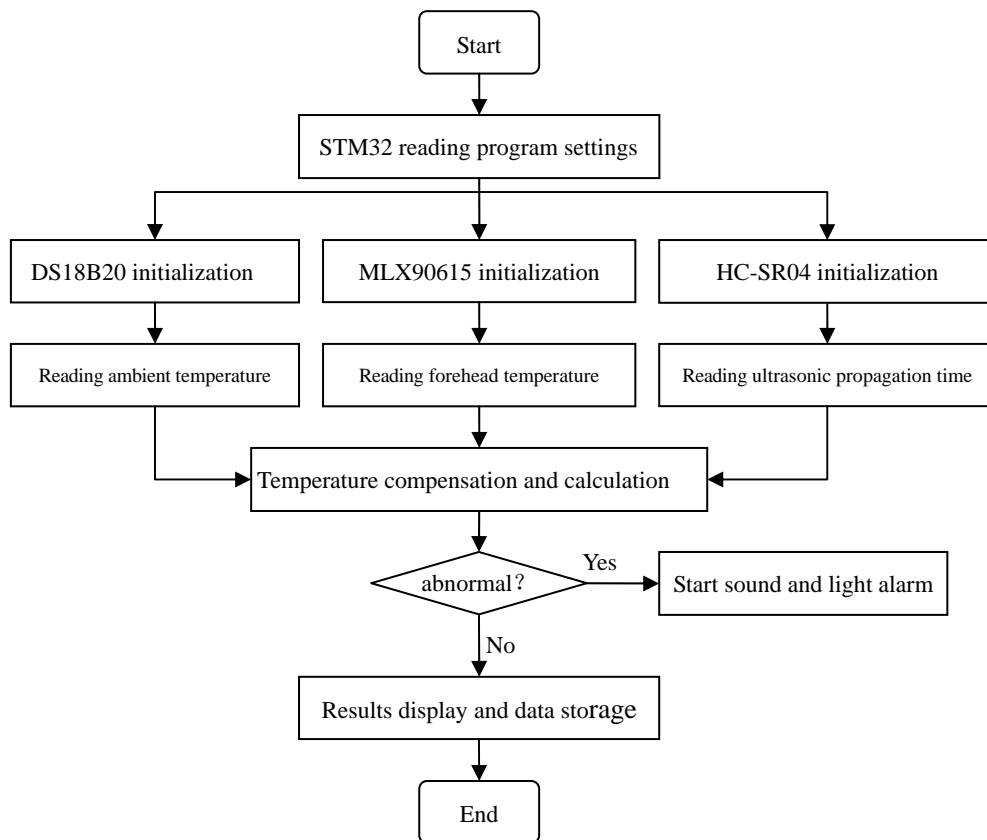 Start
STM32 reading program settings
DS18B20 initialization
MLX90615 initialization
HC-SR04 initialization
Reading ambient temperature
Reading forehead temperature
Reading ultrasonic propagation time
Temperature compensation and calculation
abnormal？
Yes
Start sound and light alarm
No
Results display and data storage
End